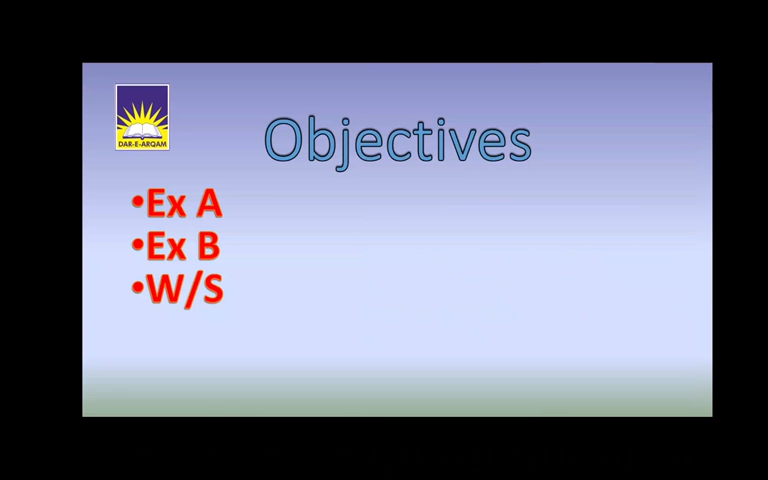 DAR-E-ARQAM
Objectives
•Ex A
•Ex B
•W/S